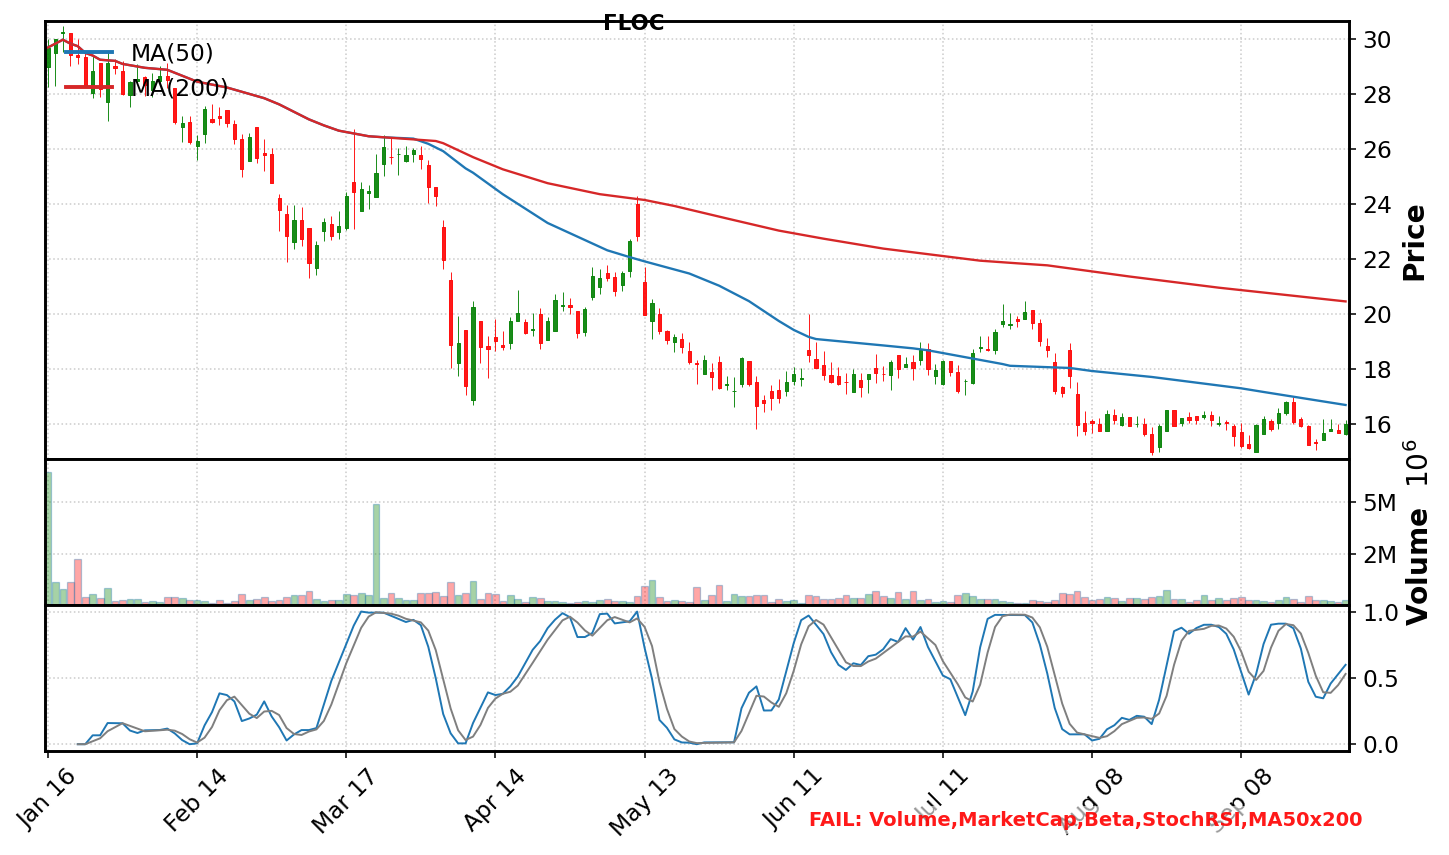 FLOC
MA(50)
MA(200)
30
28
26
24
22
20
18
16
Price
5M
2M
Volume 10^6
1.0
0.5
0.0
Jan 16
Feb 14
Mar 17
Apr 14
May 13
Jun 11
Jul 11
Aug 08
Sep 08
FAIL: Volume,MarketCap,Beta,StochRSI,MA50x200